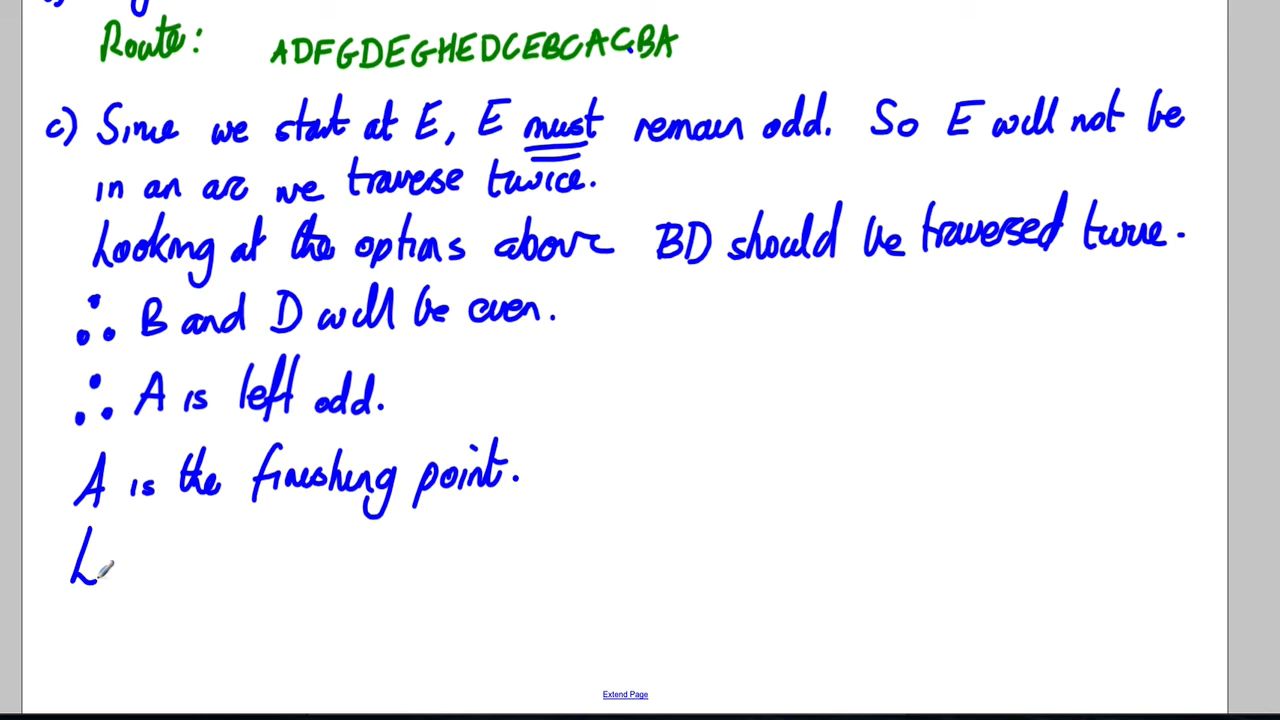 Route: ADFGDEGHEDCEBCACBA
c) Since we start at E, E must remain odd. So E will not be
in an arc we traverse twice.
Looking at the options above BD should be traversed twice.
∴ B and D will be even.
∴ A is left odd.
A is the finishing point.
L
Extend Page